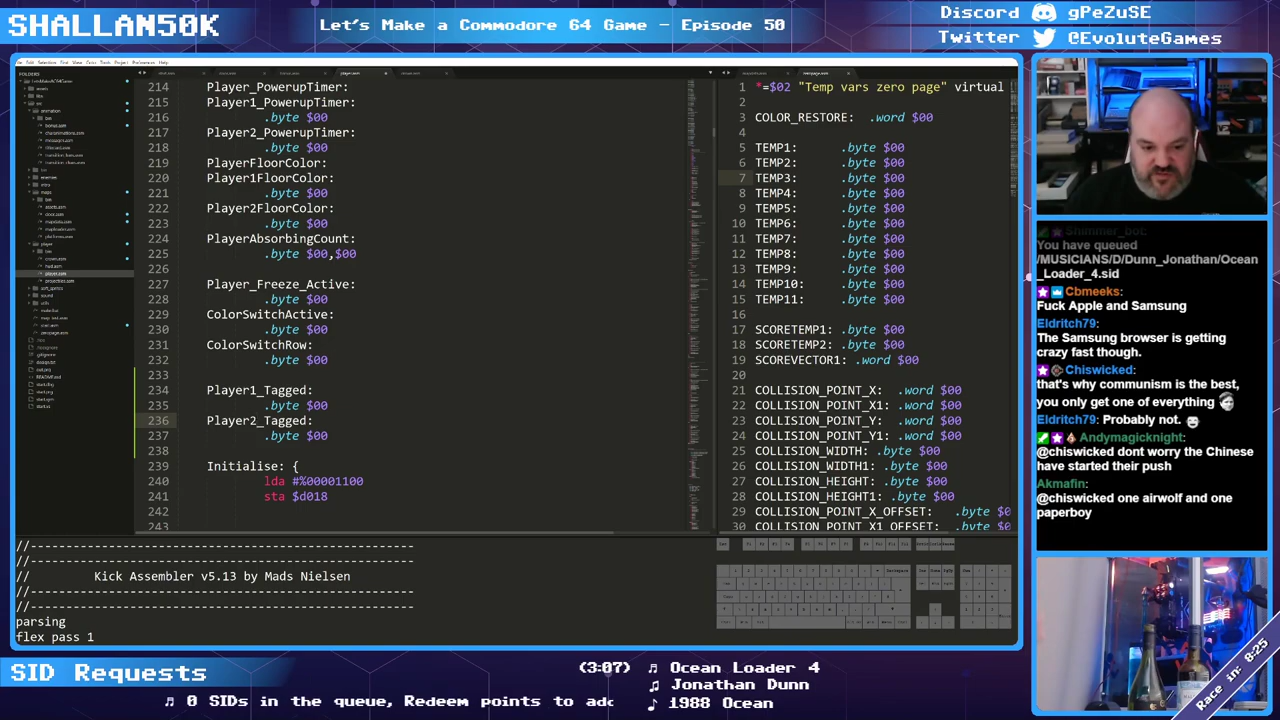 SHALLAN50K
Let's Make a Commodore 64 Game - Episode 50
Discord gPeZuSE
Twitter @EvoluteGames
FOLDERS
214 Player_PowerupTimer:
215 Player1_PowerupTimer:
216 .byte $00
217 Player2_PowerupTimer:
218 .byte $00
219 PlayerFloorColor:
220 Player1FloorColor:
221 .byte $00
222 Player2FloorColor:
223 .byte $00
224 PlayerAbsorbingCount:
225 .byte $00,$00
226
227 Player_Freeze_Active:
228 .byte $00
229 ColorSwitchActive:
230 .byte $00
231 ColorSwitchRow:
232 .byte $00
233
234 Player1_Tagged:
235 .byte $00
236 Player2_Tagged:
237 .byte $00
238
239 Initialise: {
240 lda #%00001100
241 sta $d018
242
243
1 *=$02 "Temp vars zero page" virtual
2
3 OLOR_RESTORE: .word $00
4
5 TEMP1: .byte $00
6 TEMP2: .byte $00
7 TEMP3: .byte $00
8 TEMP4: .byte $00
9 TEMP5: .byte $00
10 TEMP6: .byte $00
11 TEMP7: .byte $00
12 TEMP8: .byte $00
13 TEMP9: .byte $00
14 TEMP10: .byte $00
15 TEMP11: .byte $00
16
17 SCORETEMP1: .byte $00
18 SCORETEMP2: .byte $00
19 SCOREVECTOR1: .word $00
20
21 COLLISION_POINT_X: .word $00
22 COLLISION_POINT_X1: .word $00
23 COLLISION_POINT_Y: .word $00
24 COLLISION_POINT_Y1: .word $00
25 COLLISION_WIDTH: .byte $00
26 COLLISION_WIDTH1: .byte $00
27 COLLISION_HEIGHT: .byte $00
28 COLLISION_HEIGHT1: .byte $00
29 COLLISION_POINT_X_OFFSET: .byte $0
30 COLLISION_POINT_X1_OFFSET: .byte $0
//------------------------------------------------------
//------------------------------------------------------
// Kick Assembler v5.13 by Mads Nielsen
//------------------------------------------------------
//------------------------------------------------------
parsing
flex pass 1
Shimmer_bot:
You have queued
/MUSICIANS/D/Dunn_Jonathan/Ocean
_Loader_4.sid
Cbmeeks:
Fuck Apple and Samsung
Eldritch79:
The Samsung browser is getting
crazy fast though.
Chiswicked:
that's why communism is the best,
you only get one of everything
Eldritch79: Probably not.
Andymagicknight:
@chiswicked dont worry the Chinese
have started their push
Akmafin:
@chiswicked one airwolf and one
paperboy
SID Requests
0 SIDs in the queue, Redeem points to ad
(3:07) Ocean Loader 4
Jonathan Dunn
1988 Ocean
Race in: 8:25